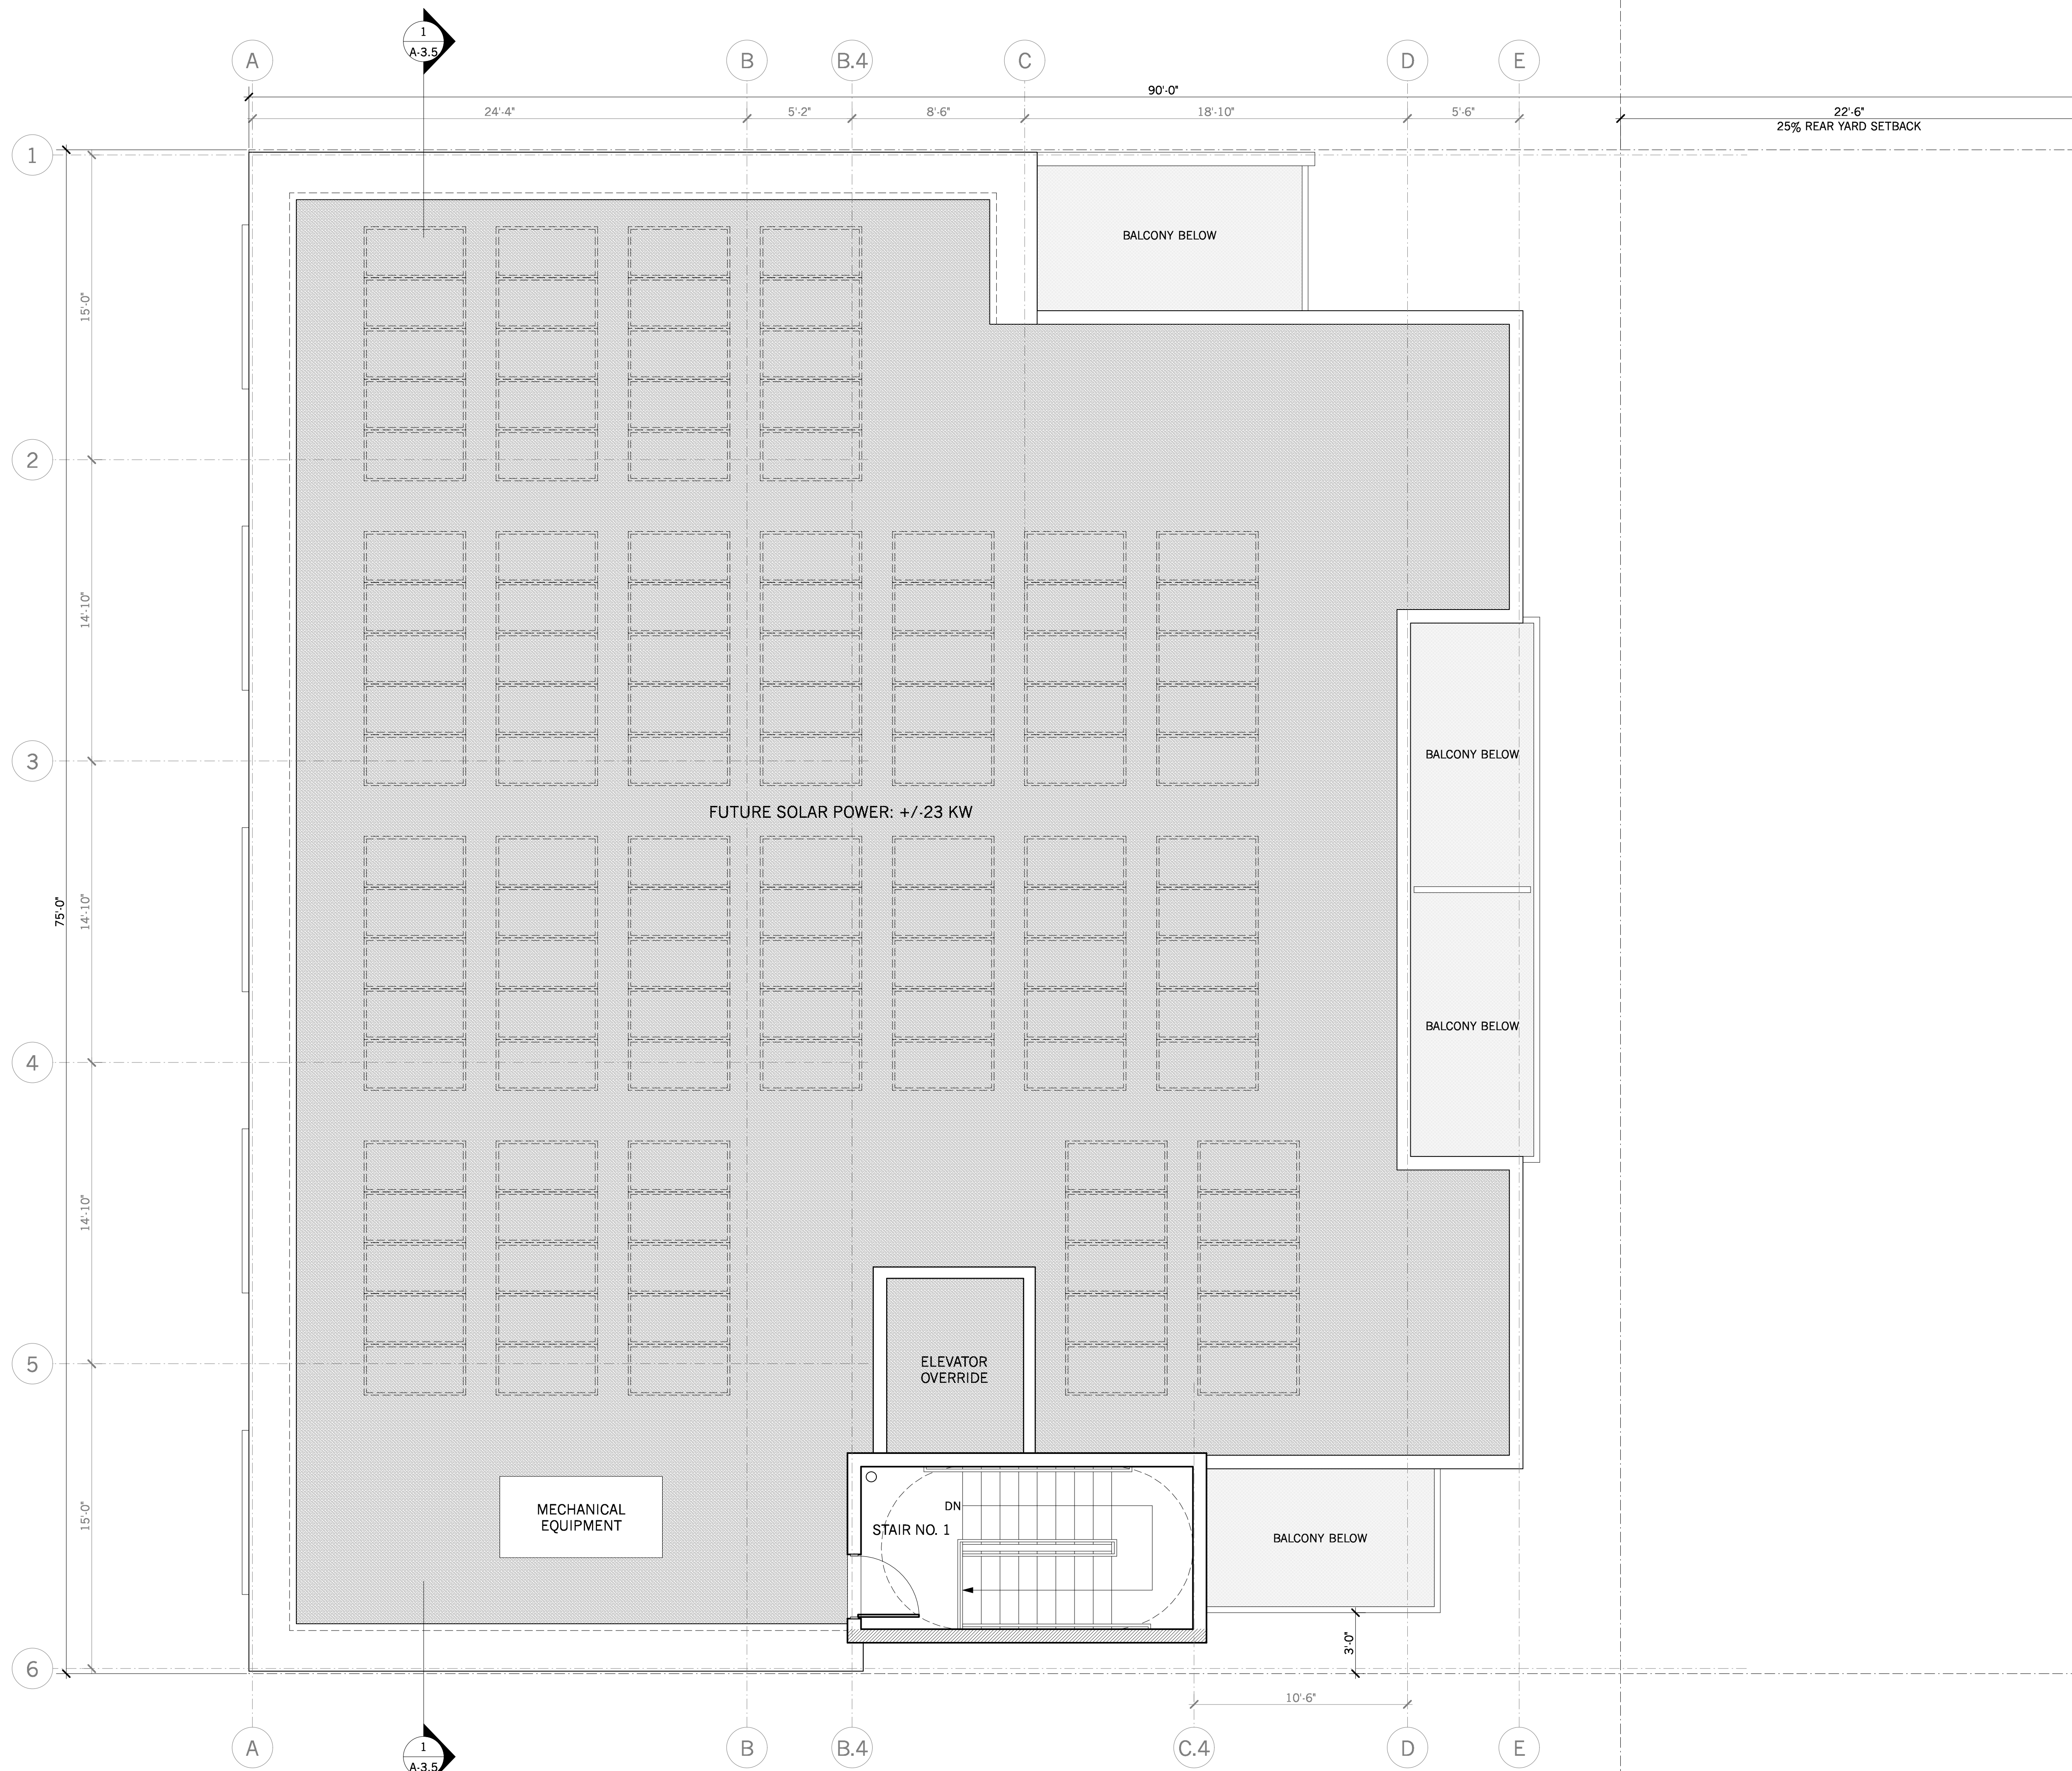 1
A-3.5
A
B
B.4
C
D
E
90'-0"
24'-4"
5'-2"
8'-6"
18'-10"
5'-6"
22'-6"
25% REAR YARD SETBACK
1
BALCONY BELOW
15'-0"
2
14'-10"
3
BALCONY BELOW
FUTURE SOLAR POWER: +/-23 KW
75'-0"
14'-10"
BALCONY BELOW
4
14'-10"
5
ELEVATOR
OVERRIDE
MECHANICAL
EQUIPMENT
15'-0"
DN
STAIR NO. 1
BALCONY BELOW
3'-0"
6
10'-6"
A
B
B.4
C.4
D
E
1
A-3.5